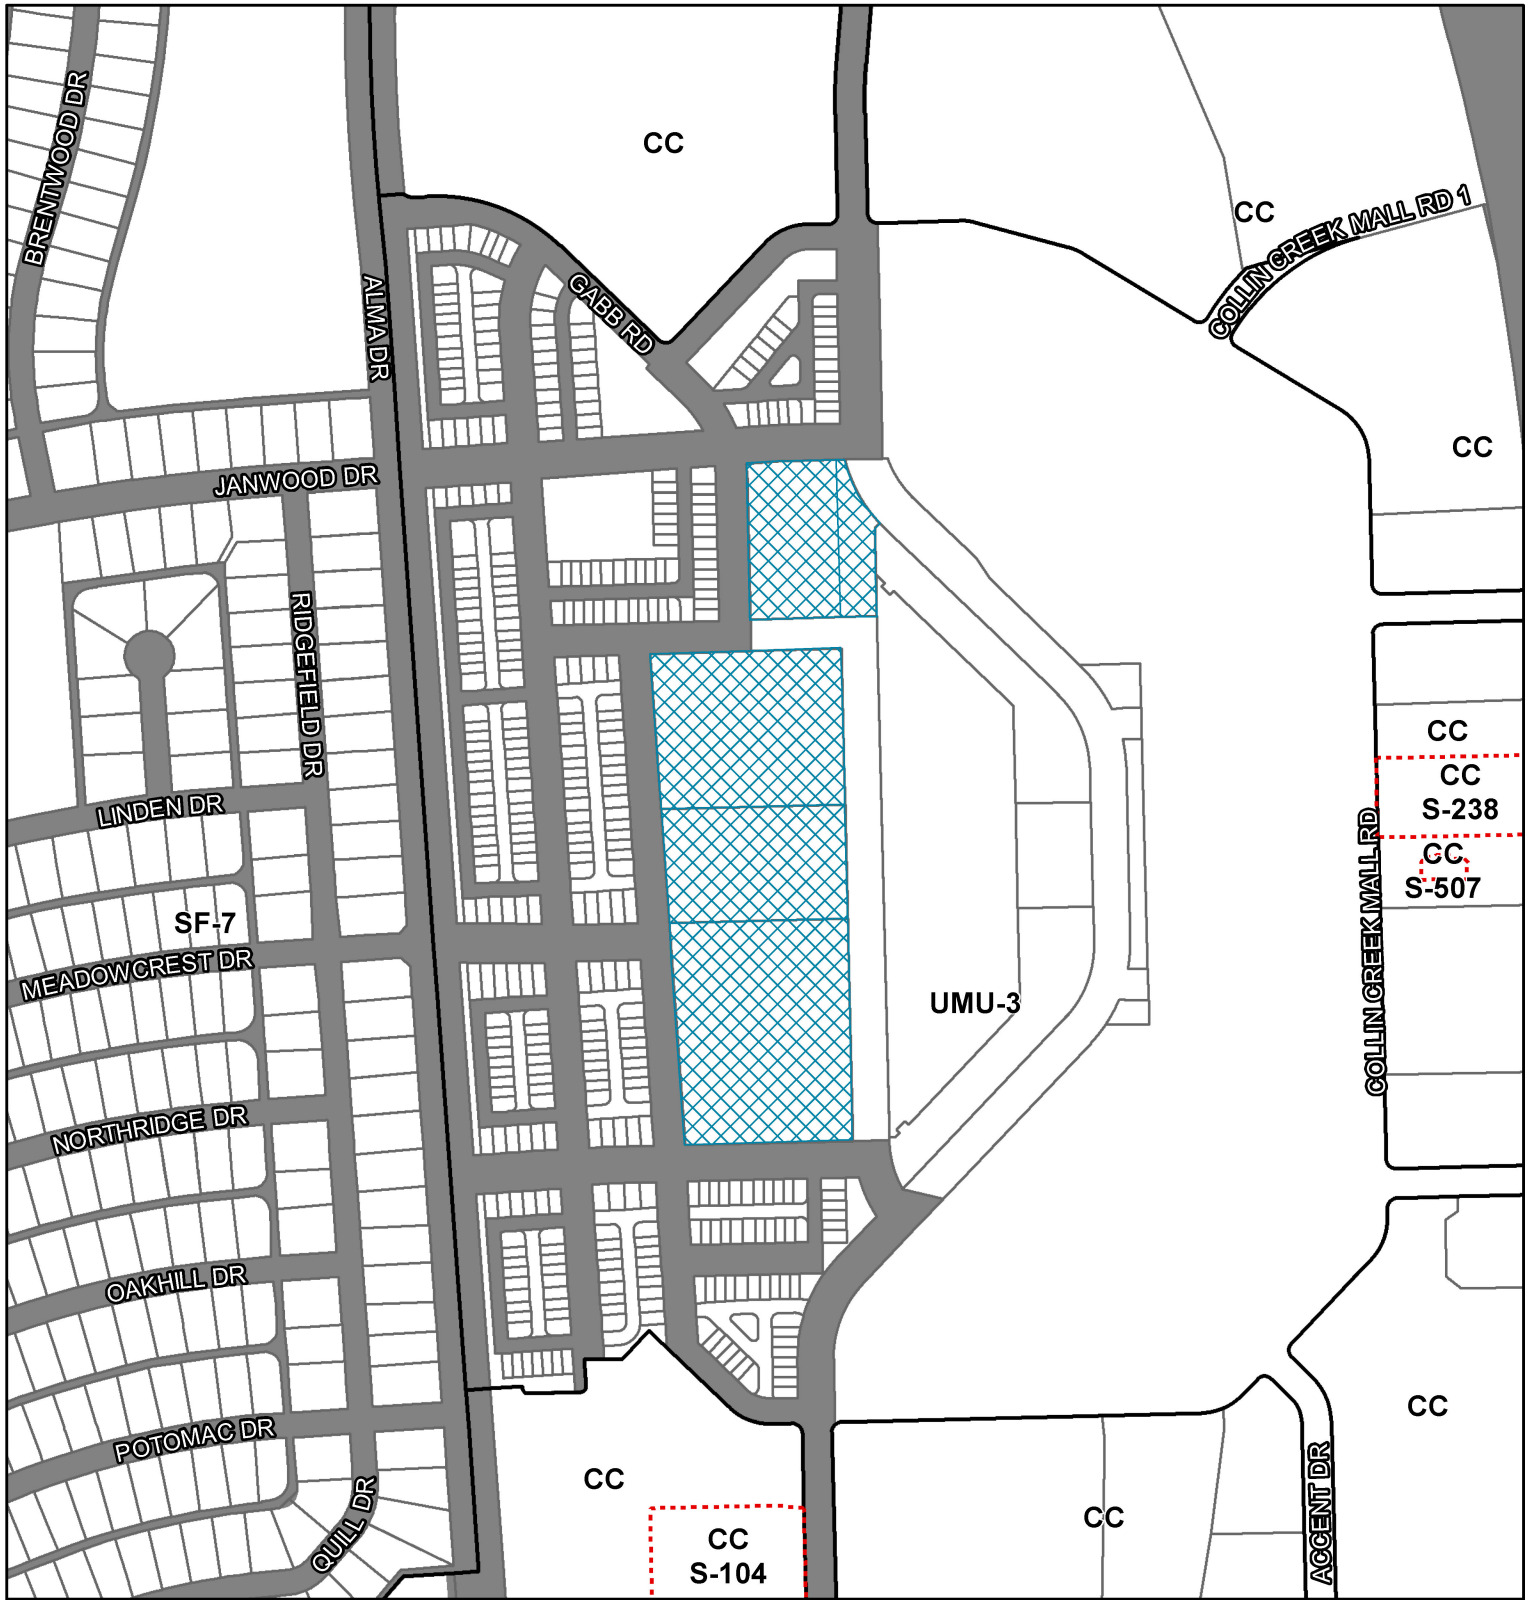 BRENTWOOD DR
CC
CC
COLLIN CREEK MALL RD 1
ALMA DR
GABB RD
CC
JANWOOD DR
RIDGEFIELD DR
CC
CC
S-238
LINDEN DR
CC
S-507
COLLIN CREEK MALL RD
SF-7
MEADOWCREST DR
UMU-3
NORTHRIDGE DR
OAKHILL DR
CC
POTOMAC DR
CC
QUILL DR
CC
ACCENT DR
CC
S-104